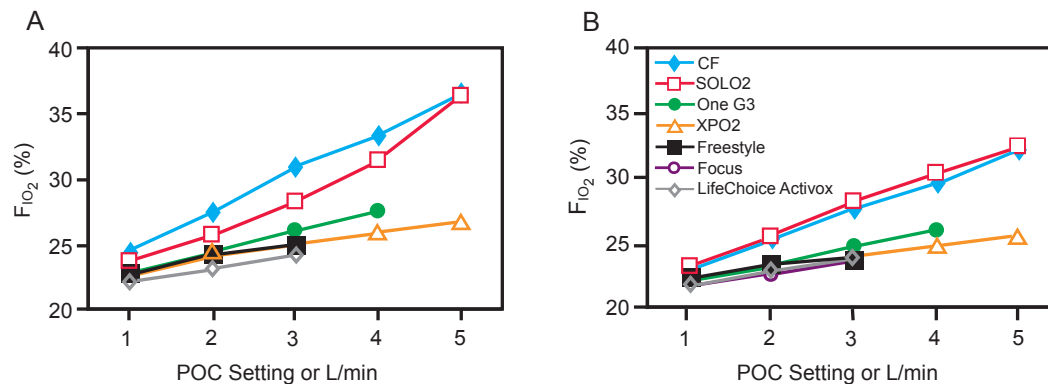 A
40
35
30
25
20
FIO2 (%)
1 2 3 4 5
POC Setting or L/min
B
40
35
30
25
20
FIO2 (%)
CF
SOLO2
One G3
XPO2
Freestyle
Focus
LifeChoice Activox
1 2 3 4 5
POC Setting or L/min